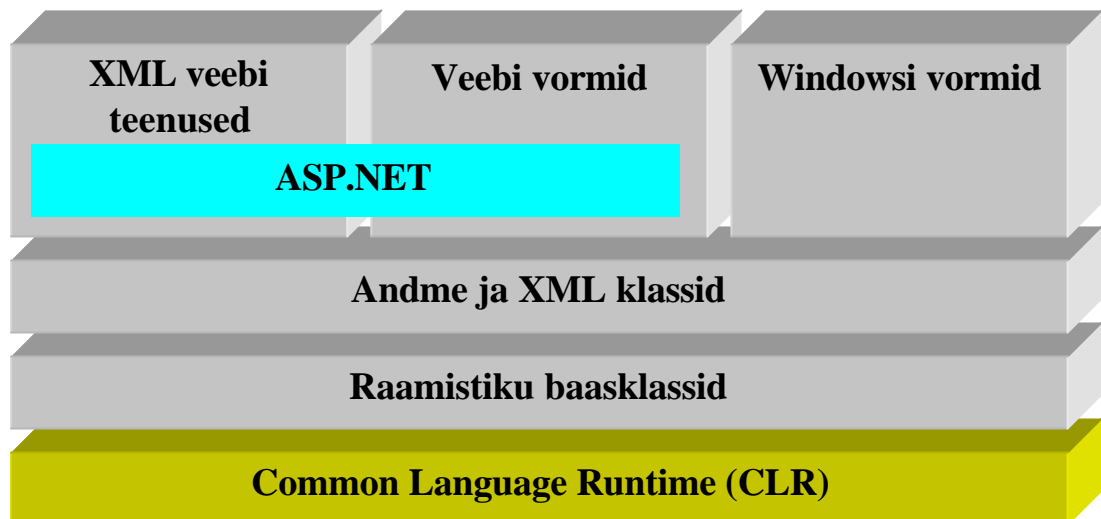 XML veebi
teenused
Veebi vormid
Windowsi vormid
ASP.NET
Andme ja XML klassid
Raamistiku baasklassid
Common Language Runtime (CLR)